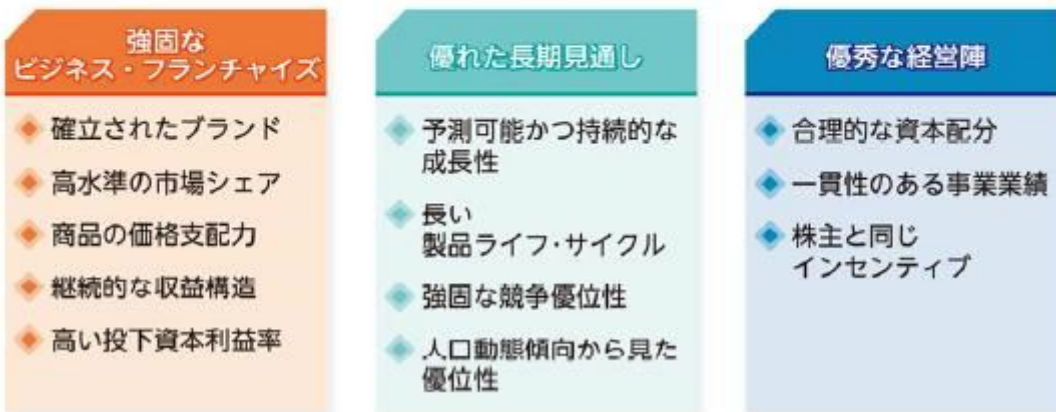 強固な
ビジネス・フランチャイズ
確立されたブランド
高水準の市場シェア
商品の価格支配力
継続的な収益構造
高い投下資本利益率
優れた長期見通し
予測可能かつ持続的な
成長性
長い
製品ライフ・サイクル
強固な競争優位性
人口動態傾向から見た
優位性
優秀な経営陣
合理的な資本配分
一貫性のある事業業績
株主と同じ
インセンティブ